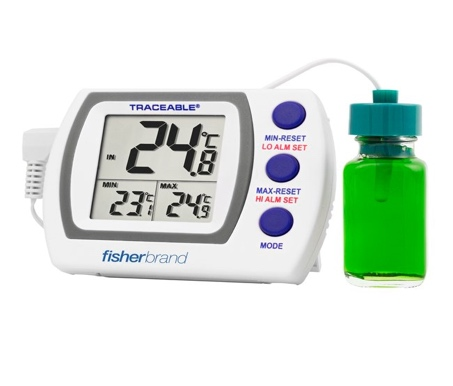 TRACEABLE®
IN:
24.8 °C
MIN:
23.1 °C
MAX:
24.9 °C
MIN-RESET
LO ALM SET
MAX-RESET
HI ALM SET
MODE
fisherbrand